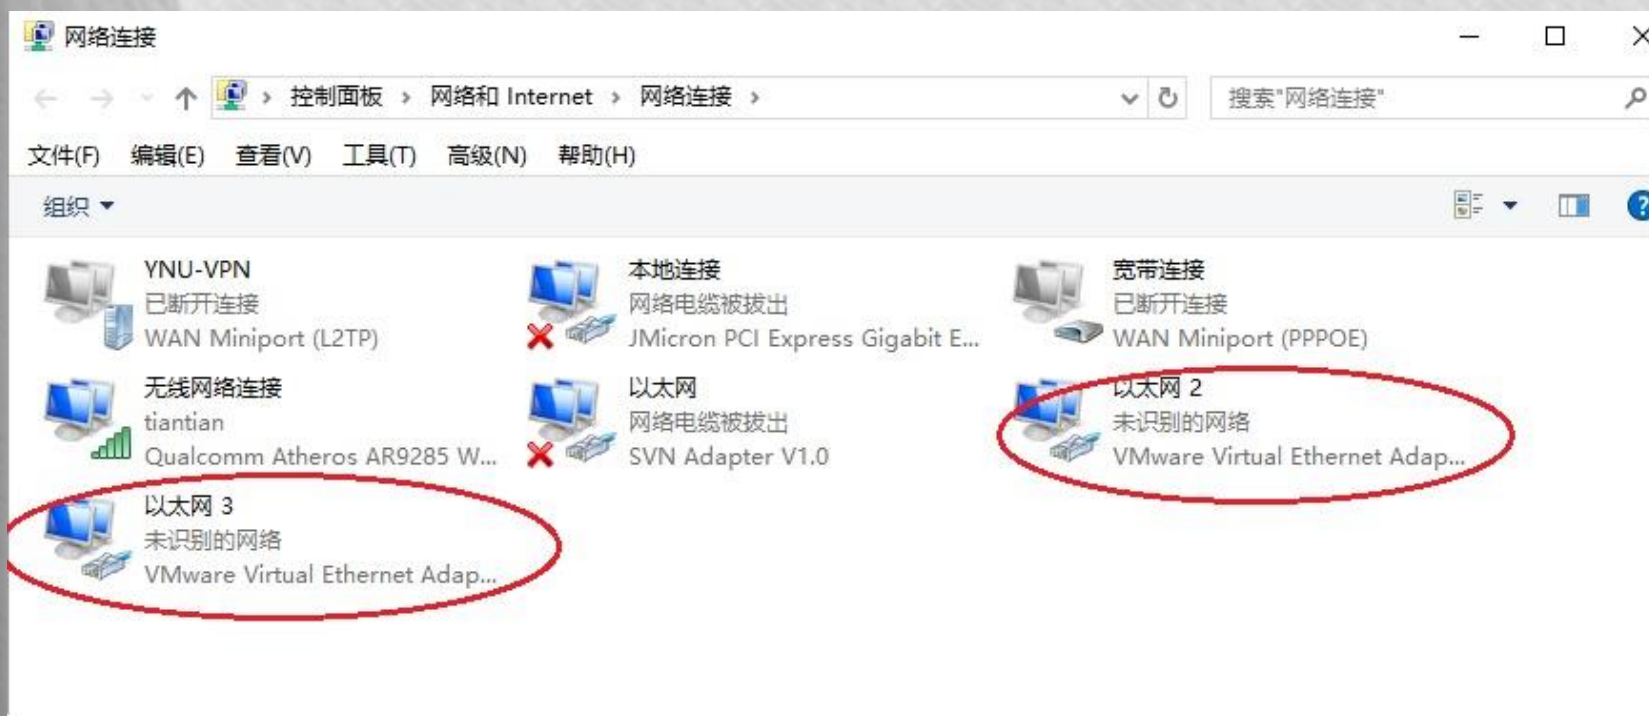 网络连接
控制面板 › 网络和 Internet › 网络连接 ›
搜索"网络连接"
文件(F) 编辑(E) 查看(V) 工具(T) 高级(N) 帮助(H)
组织
YNU-VPN
已断开连接
WAN Miniport (L2TP)
本地连接
网络电缆被拔出
JMicron PCI Express Gigabit E...
宽带连接
已断开连接
WAN Miniport (PPPOE)
无线网络连接
tiantian
Qualcomm Atheros AR9285 W...
以太网
网络电缆被拔出
SVN Adapter V1.0
以太网 2
未识别的网络
VMware Virtual Ethernet Adap...
以太网 3
未识别的网络
VMware Virtual Ethernet Adap...